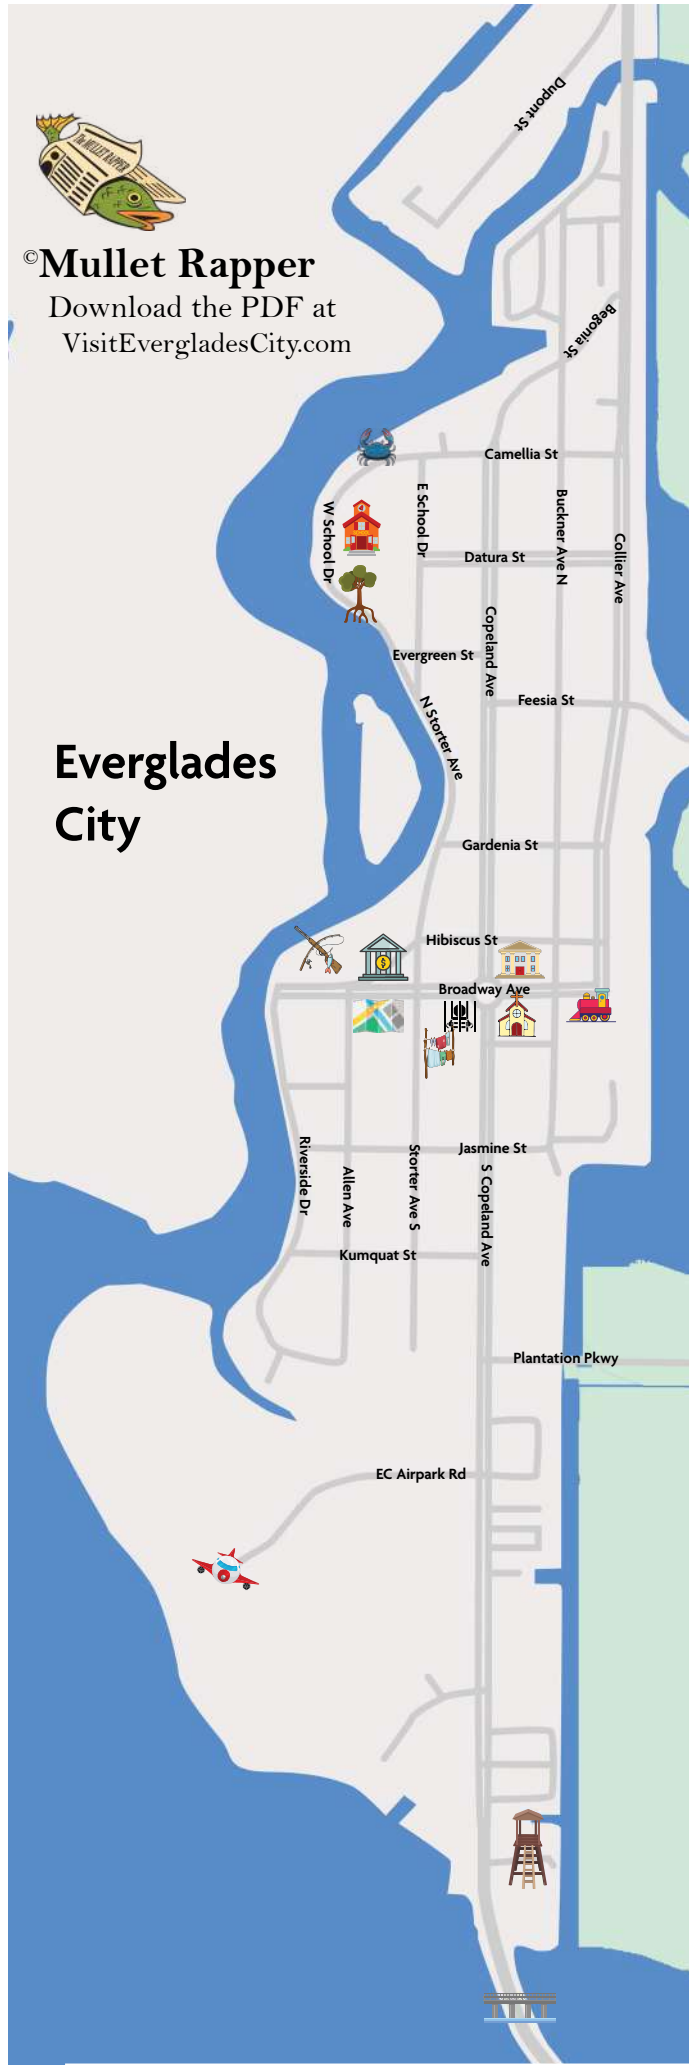 Dupont St
The MULLET RAPPER
©Mullet Rapper
Download the PDF at
VisitEvergladesCity.com
Begonia St
Camellia St
W School Dr
E School Dr
Buckner Ave N
Collier Ave
Datura St
Copeland Ave
Evergreen St
Feesia St
N Storter Ave
Everglades
City
Gardenia St
Hibiscus St
$
Broadway Ave
Riverside Dr
Allen Ave
Storter Ave S
Jasmine St
S Copeland Ave
Kumquat St
Plantation Pkwy
EC Airpark Rd